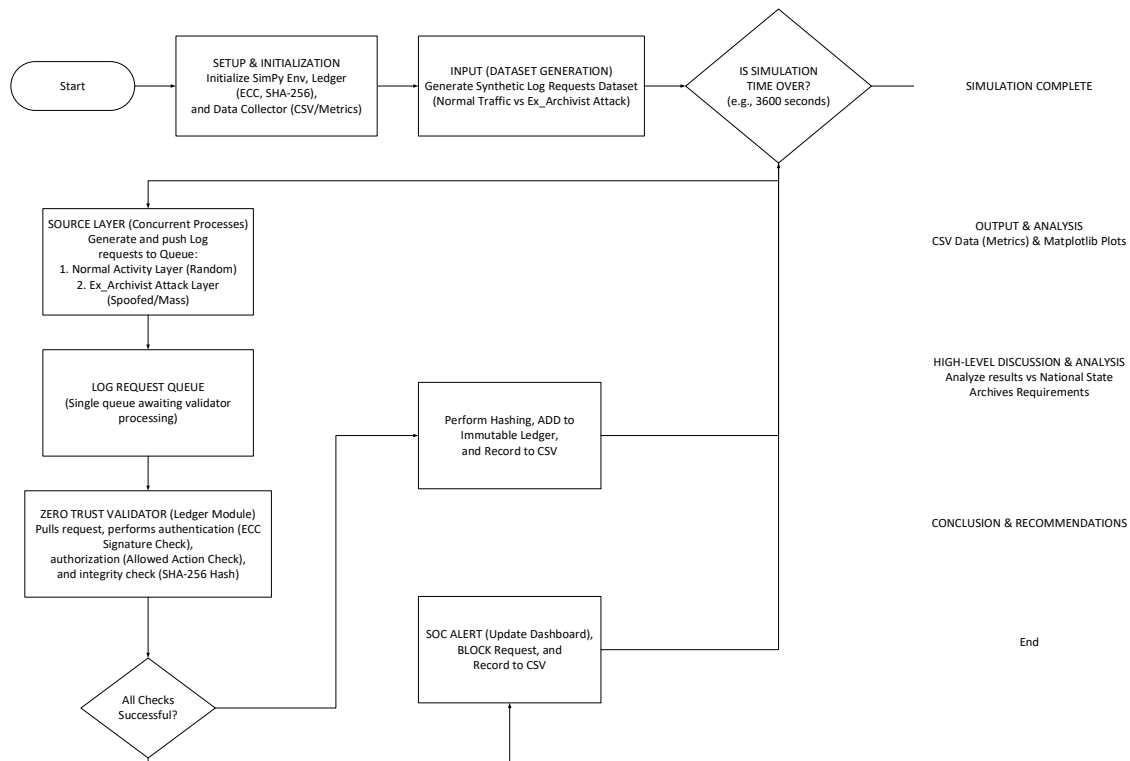 Start
SETUP & INITIALIZATION
Initialize SimPy Env, Ledger
(ECC, SHA-256),
and Data Collector (CSV/Metrics)
INPUT (DATASET GENERATION)
Generate Synthetic Log Requests Dataset
(Normal Traffic vs Ex_Archivist Attack)
IS SIMULATION
TIME OVER?
(e.g., 3600 seconds)
SIMULATION COMPLETE
SOURCE LAYER (Concurrent Processes)
Generate and push Log
requests to Queue:
1. Normal Activity Layer (Random)
2. Ex_Archivist Attack Layer
(Spoofed/Mass)
OUTPUT & ANALYSIS
CSV Data (Metrics) & Matplotlib Plots
LOG REQUEST QUEUE
(Single queue awaiting validator
processing)
HIGH-LEVEL DISCUSSION & ANALYSIS
Analyze results vs National State
Archives Requirements
Perform Hashing, ADD to
Immutable Ledger,
and Record to CSV
ZERO TRUST VALIDATOR (Ledger Module)
Pulls request, performs authentication (ECC
Signature Check),
authorization (Allowed Action Check),
and integrity check (SHA-256 Hash)
CONCLUSION & RECOMMENDATIONS
SOC ALERT (Update Dashboard),
BLOCK Request, and
Record to CSV
End
All Checks
Successful?